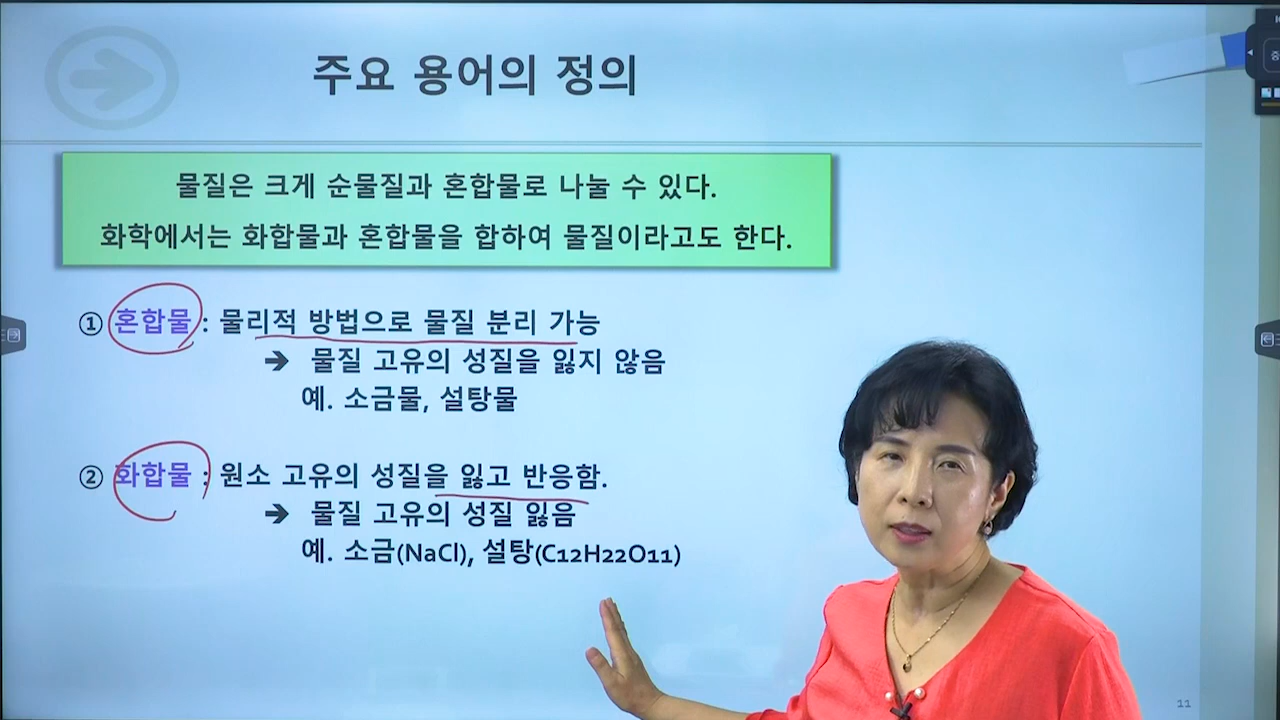 주요 용어의 정의
물질은 크게 순물질과 혼합물로 나눌 수 있다.
화학에서는 화합물과 혼합물을 합하여 물질이라고도 한다.
① 혼합물 : 물리적 방법으로 물질 분리 가능
➔ 물질 고유의 성질을 잃지 않음
예. 소금물, 설탕물
② 화합물 : 원소 고유의 성질을 잃고 반응함.
➔ 물질 고유의 성질 잃음
예. 소금(NaCl), 설탕(C12H22O11)
11